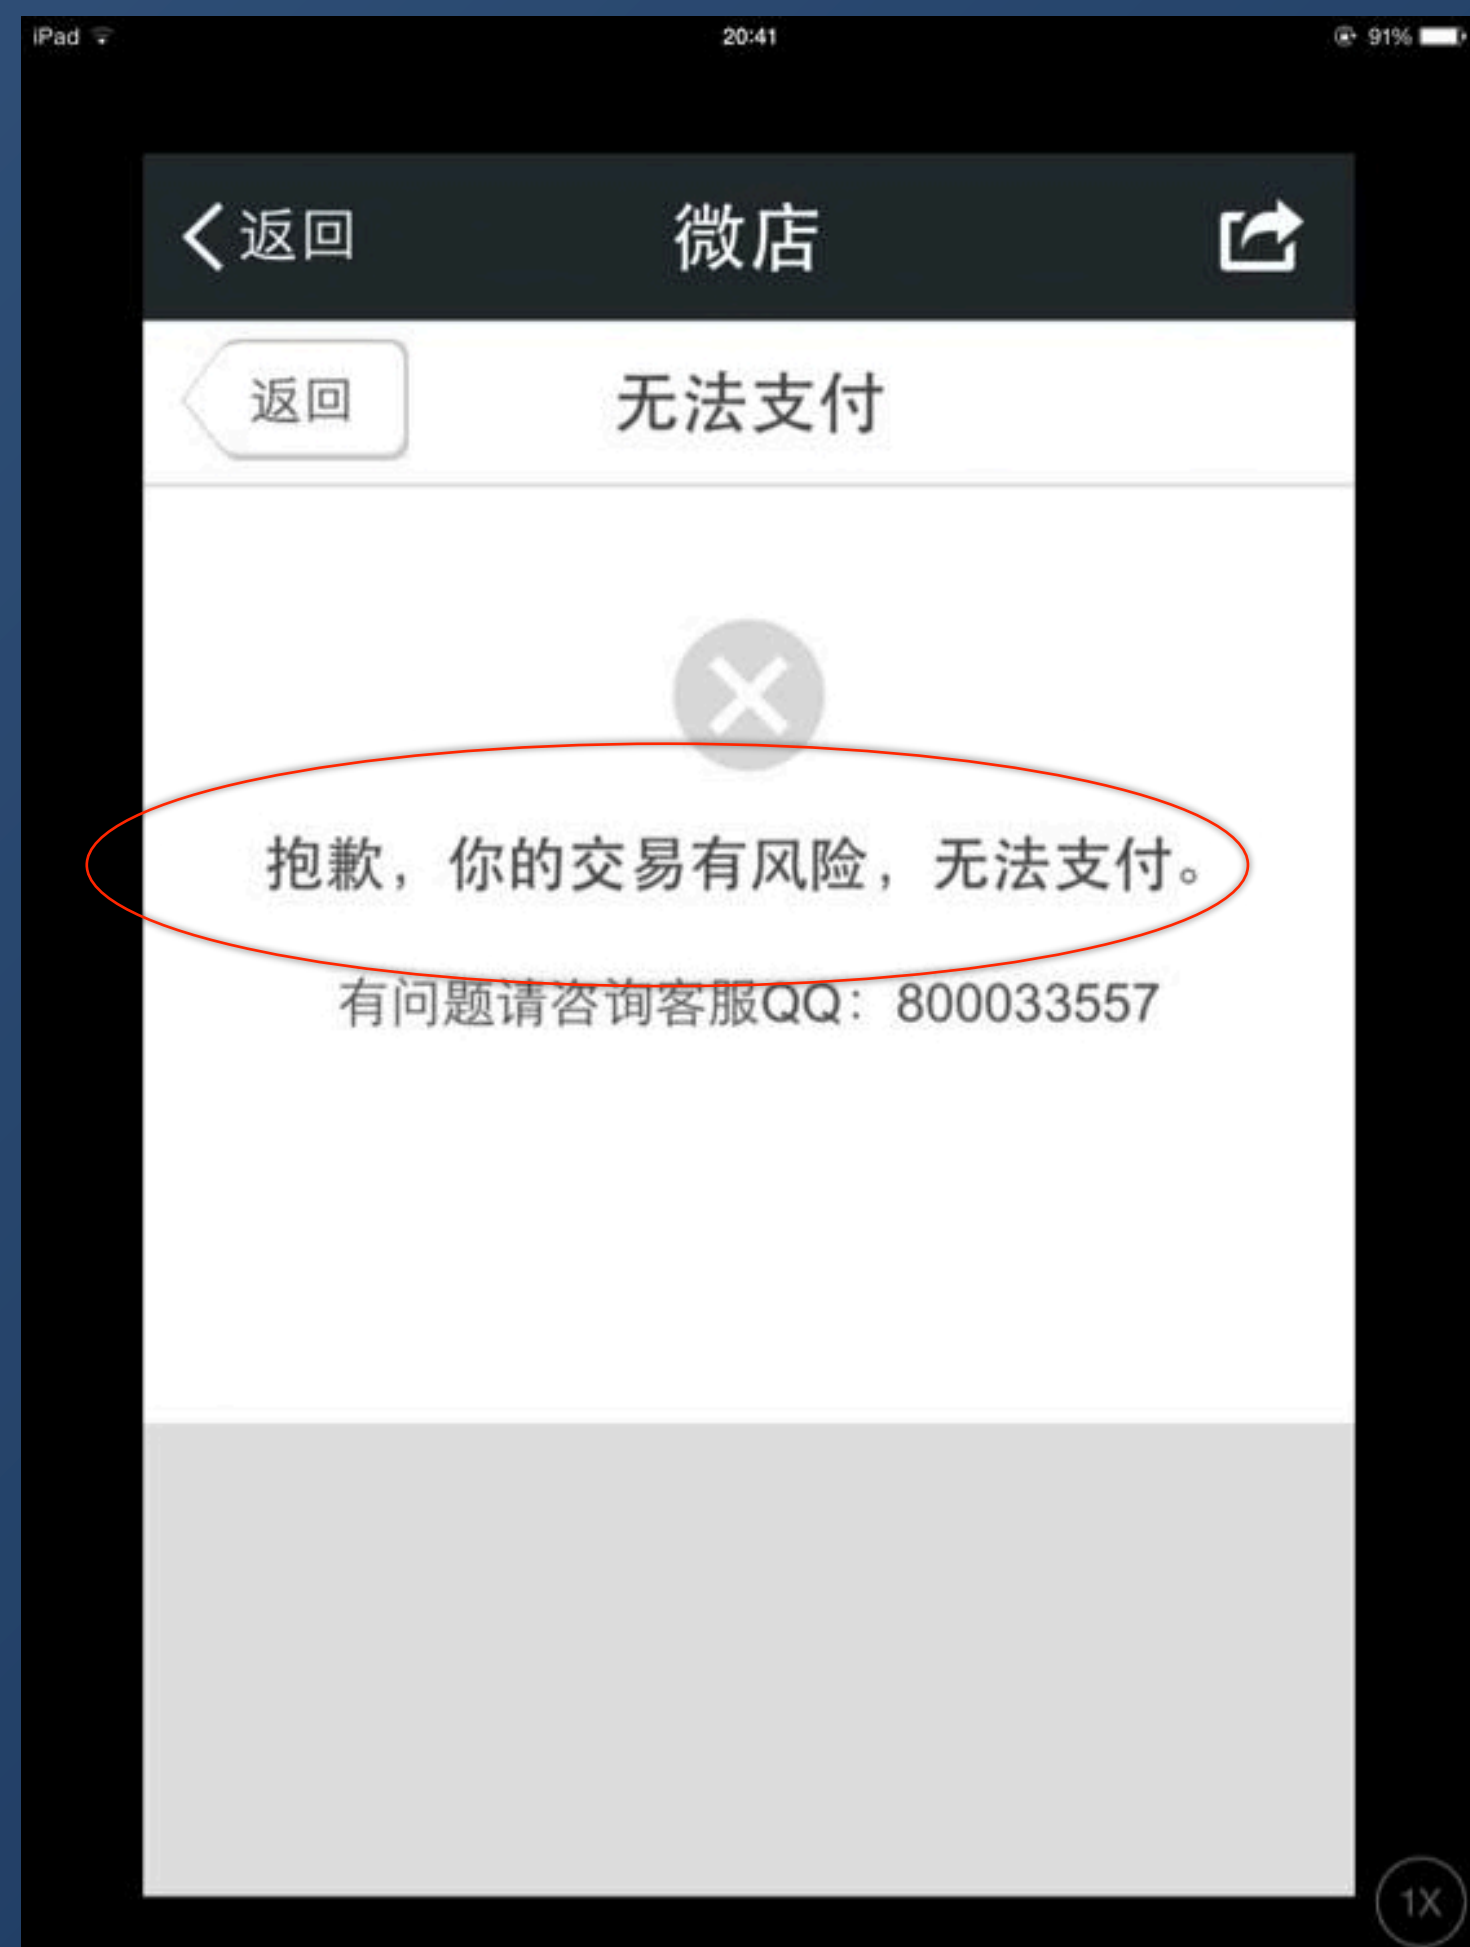 iPad 20:41 91%
返回 微店
返回 无法支付
抱歉，你的交易有风险，无法支付。
有问题请咨询客服QQ：800033557
1X